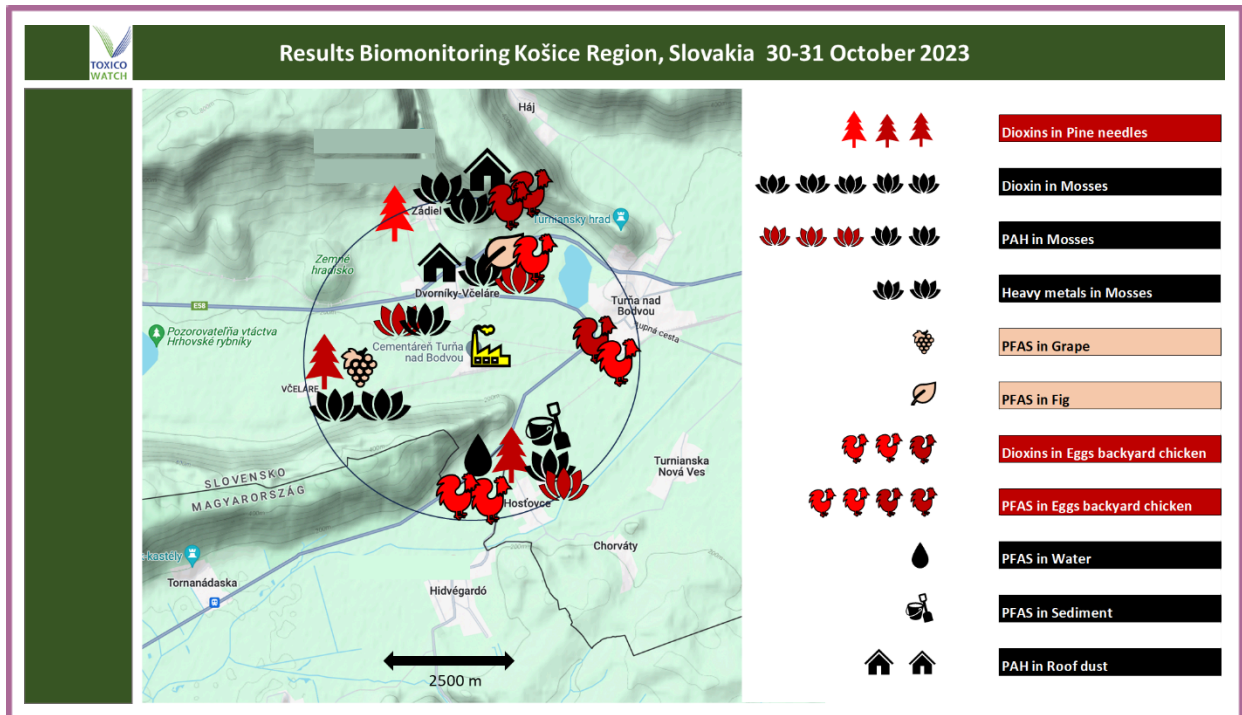 TOXICO
WATCH
Results Biomonitoring Košice Region, Slovakia 30-31 October 2023
Háj
Zádiel
Turniansky hrad
Zemné
hradisko
Dvorníky-Včeláre
E58
Turňa nad
Bodvou
Pozorovateľňa vtáctva
Hrhovské rybníky
Cementáreň Turňa
nad Bodvou
VČELÁRE
SLOVENSKO
MAGYARORSZÁG
Turnianska
Nová Ves
Hosťovce
Chorváty
kastély
Tornanádaska
Hidvégardó
2500 m
Dioxins in Pine needles
Dioxin in Mosses
PAH in Mosses
Heavy metals in Mosses
PFAS in Grape
PFAS in Fig
Dioxins in Eggs backyard chicken
PFAS in Eggs backyard chicken
PFAS in Water
PFAS in Sediment
PAH in Roof dust